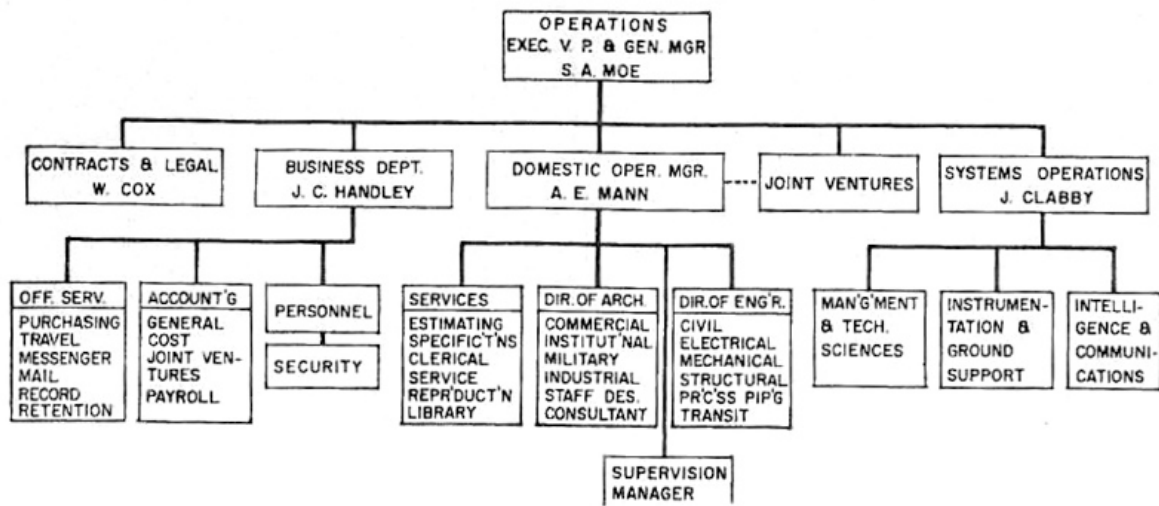 OPERATIONS
EXEC. V. P. & GEN. MGR
S. A. MOE
CONTRACTS & LEGAL
W. COX
BUSINESS DEPT.
J. C. HANDLEY
DOMESTIC OPER. MGR.
A. E. MANN
JOINT VENTURES
SYSTEMS OPERATIONS
J. CLABBY
OFF. SERV.
PURCHASING
TRAVEL
MESSENGER
MAIL
RECORD
RETENTION
ACCOUNT'G
GENERAL
COST
JOINT VEN-
TURES
PAYROLL
PERSONNEL
SECURITY
SERVICES
ESTIMATING
SPECIFIC'T'NS
CLERICAL
SERVICE
REPR'DUCT'N
LIBRARY
DIR. OF ARCH.
COMMERCIAL
INSTITUT'NAL
MILITARY
INDUSTRIAL
STAFF DES.
CONSULTANT
DIR. OF ENG'R.
CIVIL
ELECTRICAL
MECHANICAL
STRUCTURAL
PR'C'SS PIP'G
TRANSIT
SUPERVISION
MANAGER
MAN'G'MENT
& TECH.
SCIENCES
INSTRUMEN-
TATION &
GROUND
SUPPORT
INTELLI-
GENCE &
COMMUNI-
CATIONS